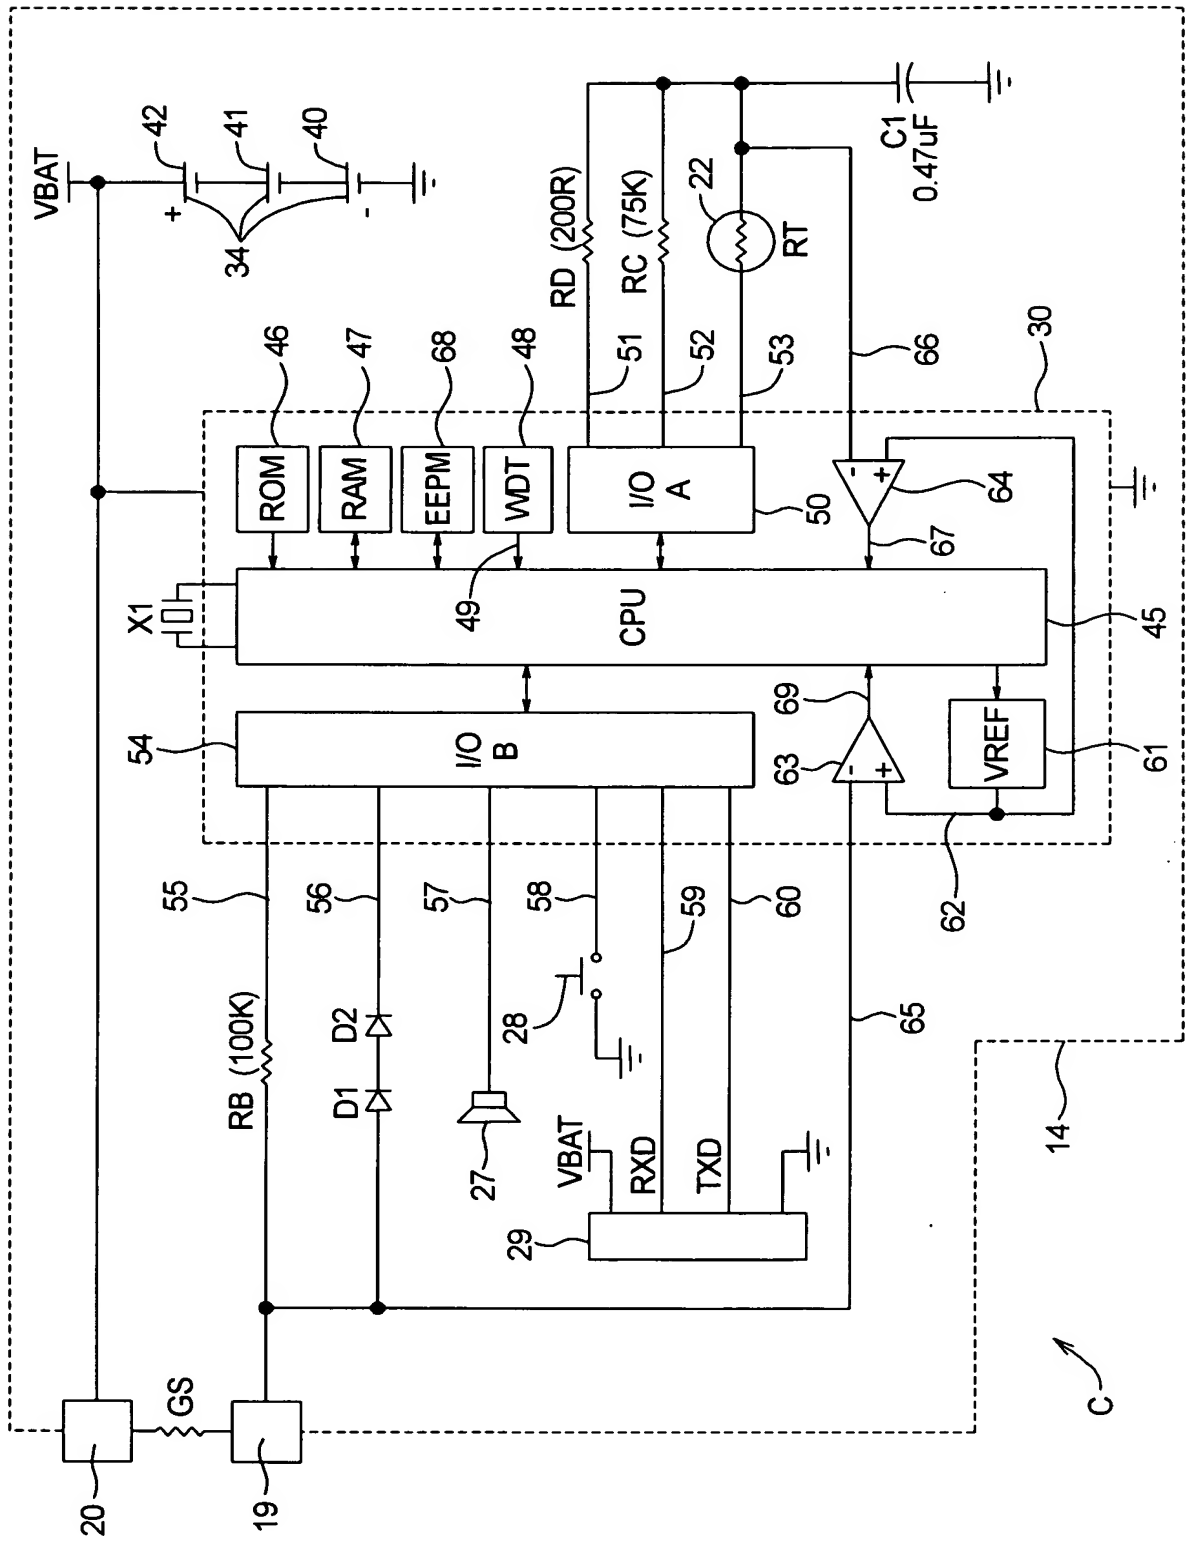 VBAT
42
41
40
+
-
34
RD (200R)
RC (75K)
22
RT
C1
0.47uF
46
47
68
48
51
52
53
66
30
ROM
RAM
EEPM
WDT
I/O
A
50
-
+
64
67
X1
49
CPU
45
54
I/O
B
69
63
-
+
VREF
61
55
56
57
58
59
60
62
RB (100K)
D2
D1
28
65
27
VBAT
RXD
TXD
29
14
GS
20
19
C